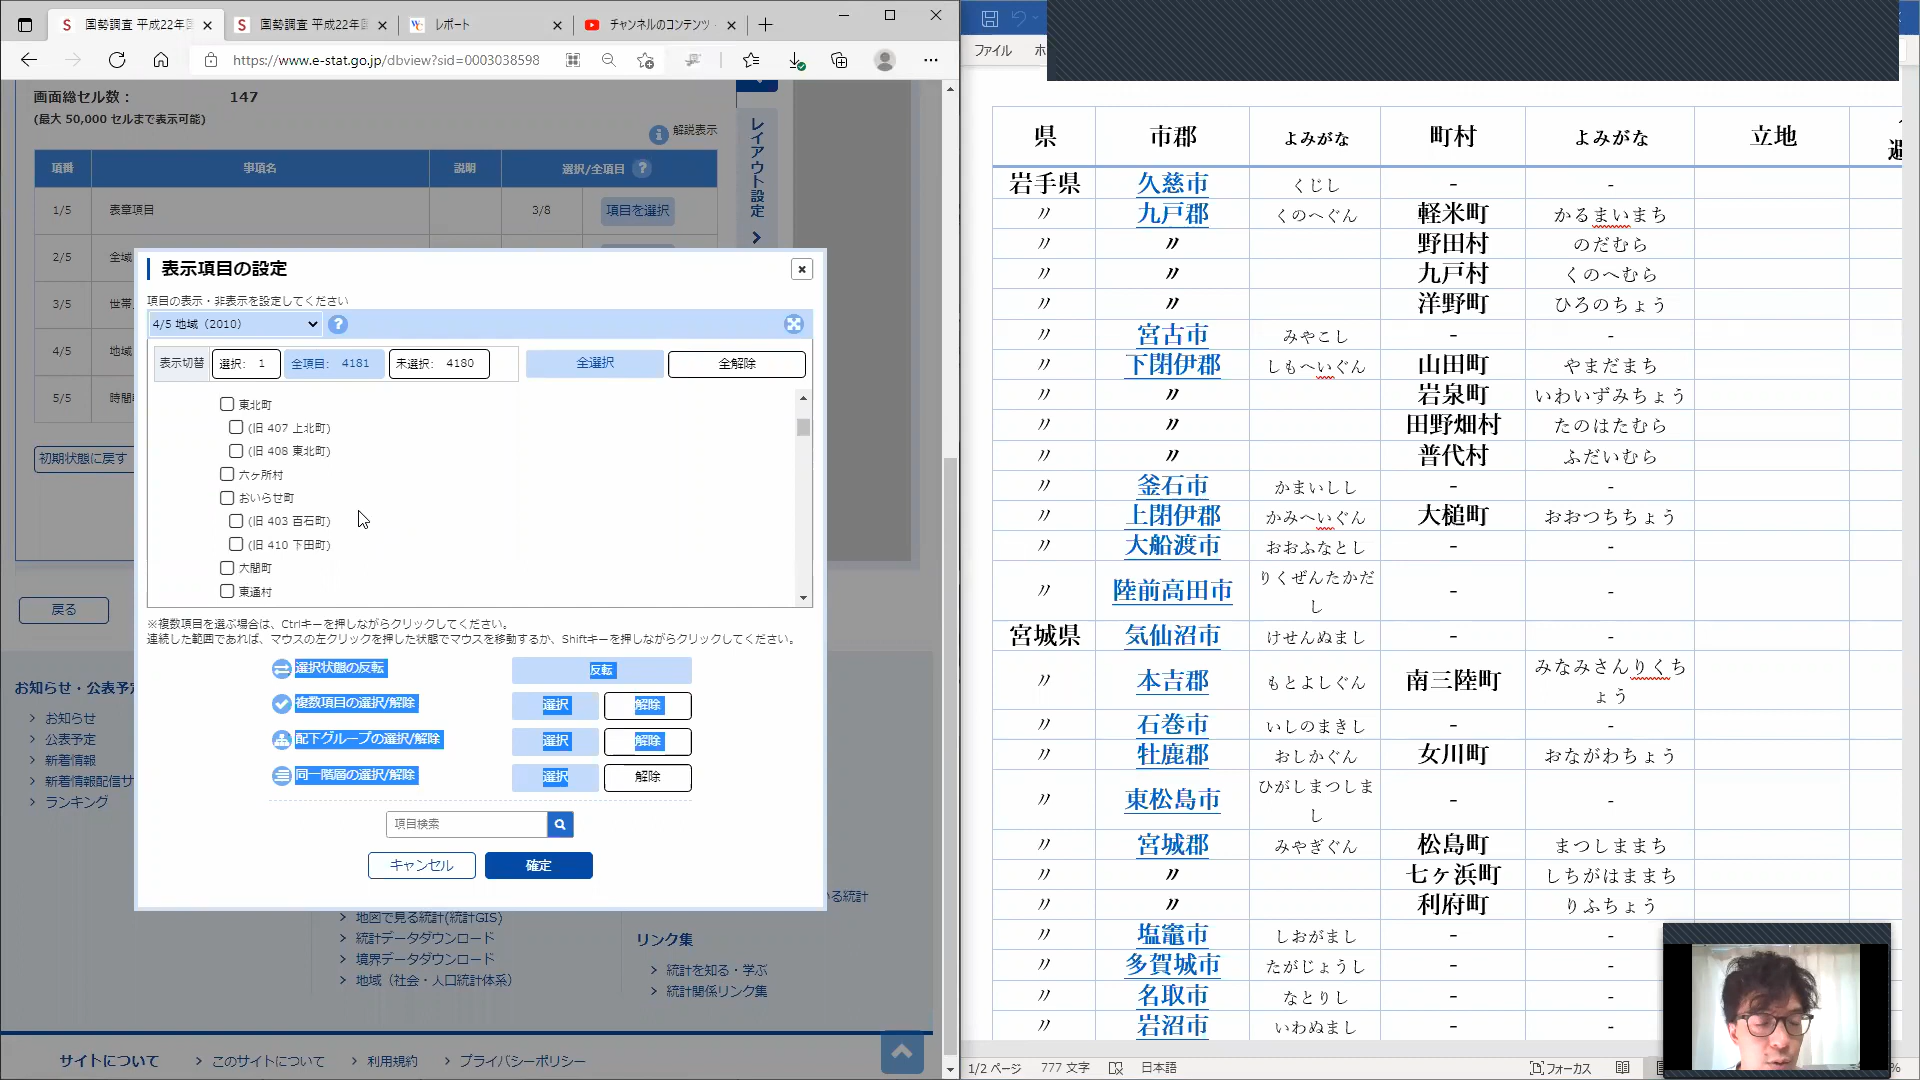 国勢調査 平成22年国
国勢調査 平成22年国
レポート
チャンネルのコンテンツ -
https://www.e-stat.go.jp/dbview?sid=0003038598
画面総セル数： 147
(最大 50,000 セルまで表示可能)
解説表示
レイアウト設定
項番 事項名 説明 選択/全項目
1/5 表章項目 3/8 項目を選択
2/5 全域
3/5 世帯
4/5 地域
5/5 時間
初期状態に戻す
戻る
表示項目の設定
項目の表示・非表示を設定してください
4/5 地域（2010）
表示切替 選択： 1 全項目： 4181 未選択： 4180 全選択 全解除
東北町
(旧 407 上北町)
(旧 408 東北町)
六ヶ所村
おいらせ町
(旧 403 百石町)
(旧 410 下田町)
大間町
東通村
※複数項目を選ぶ場合は、Ctrlキーを押しながらクリックしてください。
連続した範囲であれば、マウスの左クリックを押した状態でマウスを移動するか、Shiftキーを押しながらクリックしてください。
選択状態の反転 反転
複数項目の選択/解除 選択 解除
配下グループの選択/解除 選択 解除
同一階層の選択/解除 選択 解除
項目検索
キャンセル 確定
お知らせ・公表予定
お知らせ
公表予定
新着情報
新着情報配信サ
ランキング
いる統計
地図で見る統計(統計GIS)
統計データダウンロード
境界データダウンロード
地域（社会・人口統計体系）
リンク集
統計を知る・学ぶ
統計関係リンク集
サイトについて
このサイトについて
利用規約
プライバシーポリシー
ファイル ホ
県 市郡 よみがな 町村 よみがな 立地
岩手県 久慈市 くじし - -
〃 九戸郡 くのへぐん 軽米町 かるまいまち
〃 〃 野田村 のだむら
〃 〃 九戸村 くのへむら
〃 〃 洋野町 ひろのちょう
〃 宮古市 みやこし - -
〃 下閉伊郡 しもへいぐん 山田町 やまだまち
〃 〃 岩泉町 いわいずみちょう
〃 〃 田野畑村 たのはたむら
〃 〃 普代村 ふだいむら
〃 釜石市 かまいしし - -
〃 上閉伊郡 かみへいぐん 大槌町 おおつちちょう
〃 大船渡市 おおふなとし - -
〃 陸前高田市 りくぜんたかだし - -
宮城県 気仙沼市 けせんぬまし - -
〃 本吉郡 もとよしぐん 南三陸町 みなみさんりくちょう
〃 石巻市 いしのまきし - -
〃 牡鹿郡 おしかぐん 女川町 おながわちょう
〃 東松島市 ひがしまつしまし - -
〃 宮城郡 みやぎぐん 松島町 まつしままち
〃 〃 七ヶ浜町 しちがはままち
〃 〃 利府町 りふちょう
〃 塩竈市 しおがまし - -
〃 多賀城市 たがじょうし - -
〃 名取市 なとりし - -
〃 岩沼市 いわぬまし - -
1/2 ページ 777 文字 日本語 フォーカス